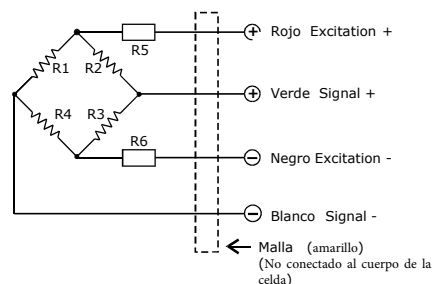 R5
Rojo Excitation +
R1
R2
Verde Signal +
R4
R3
R6
Negro Excitation -
Blanco Signal -
Malla (amarillo)
(No conectado al cuerpo de la
celda)